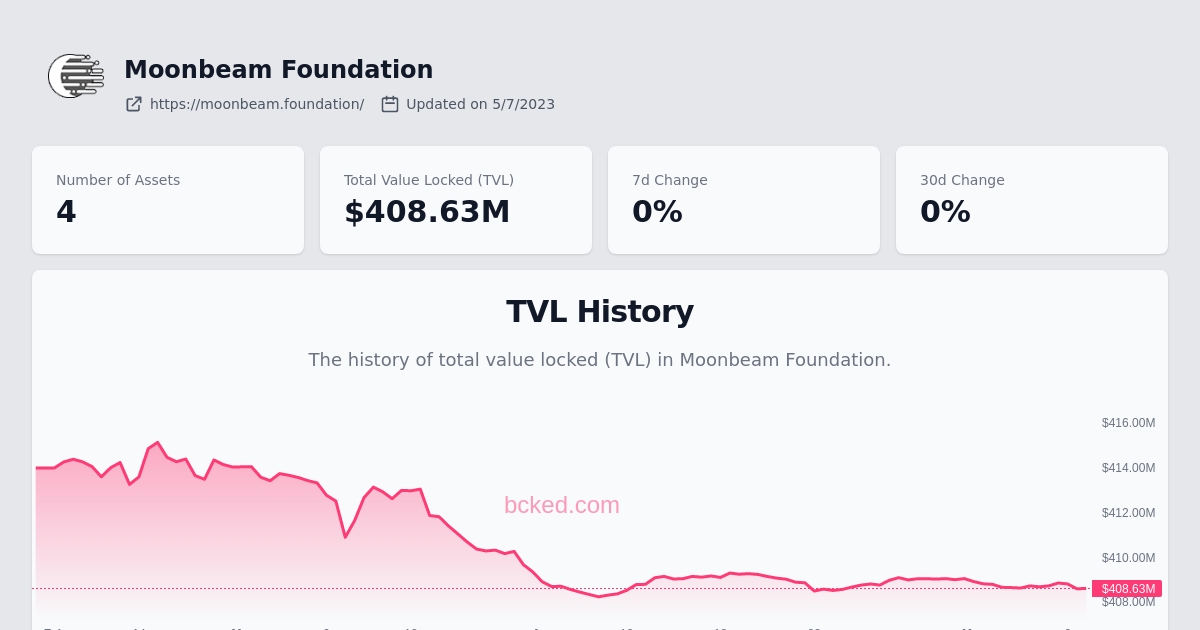 Moonbeam Foundation
https://moonbeam.foundation/ Updated on 5/7/2023
Number of Assets
4
Total Value Locked (TVL)
$408.63M
7d Change
0%
30d Change
0%
TVL History
The history of total value locked (TVL) in Moonbeam Foundation.
$416.00M
$414.00M
bcked.com
$412.00M
$410.00M
$408.63M
$408.00M